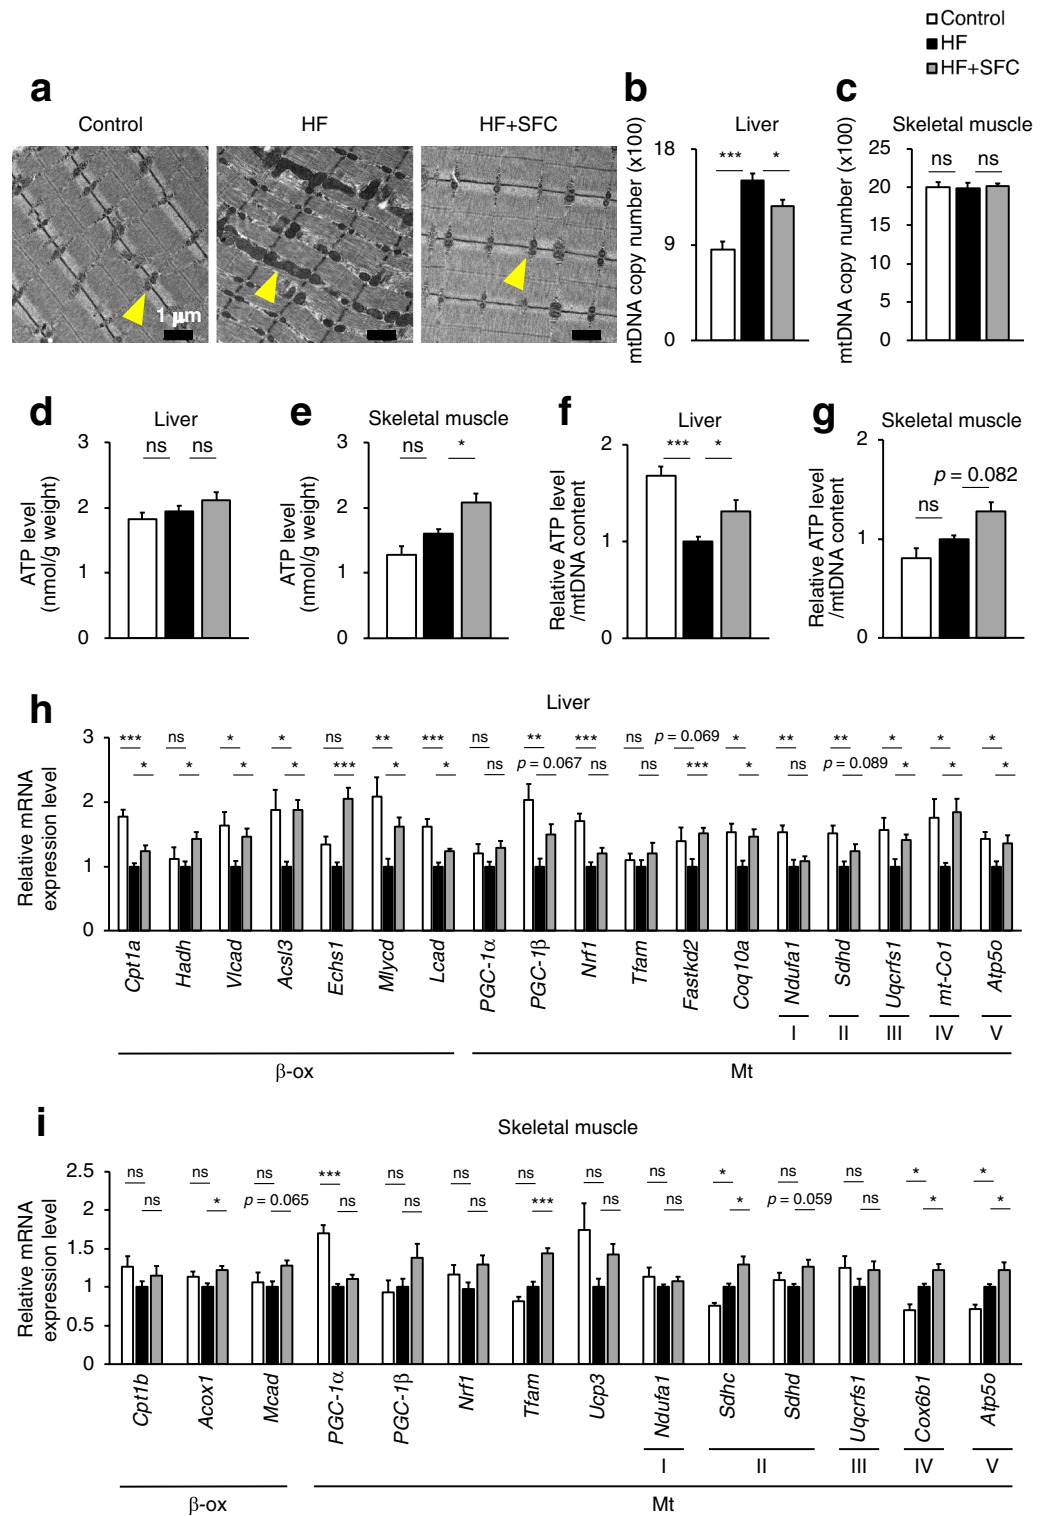 Control
HF
HF+SFC
a
Control
HF
HF+SFC
1 µm
b
Liver
mtDNA copy number (x100)
18
9
0
***
*
c
Skeletal muscle
mtDNA copy number (x100)
25
20
15
10
5
0
ns
ns
d
Liver
ATP level
(nmol/g weight)
3
2
1
0
ns
ns
e
Skeletal muscle
ATP level
(nmol/g weight)
3
2
1
0
ns
*
f
Liver
Relative ATP level
/mtDNA content
2
1
0
***
*
g
Skeletal muscle
Relative ATP level
/mtDNA content
2
1
0
ns
p = 0.082
h
Liver
Relative mRNA
expression level
3
2
1
0
*** ns * * ns ** *** ns ** *** ns p = 0.069 * ** ** * * *
* * * * *** * * ns p = 0.067 ns ns *** * ns p = 0.089 * * *
Cpt1a Hadh Vlcad Acsl3 Echs1 Mlycd Lcad PGC-1α PGC-1β Nrf1 Tfam Fastkd2 Coq10a Ndufa1 Sdhd Uqcrfs1 mt-Co1 Atp5o
I II III IV V
β-ox Mt
i
Skeletal muscle
Relative mRNA
expression level
2.5
2
1.5
1
0.5
0
ns ns ns *** ns ns ns ns ns * ns ns * *
ns * p = 0.065 ns ns ns *** ns ns * p = 0.059 ns * *
Cpt1b Acox1 Mcad PGC-1α PGC-1β Nrf1 Tfam Ucp3 Ndufa1 Sdhc Sdhd Uqcrfs1 Cox6b1 Atp5o
I II III IV V
β-ox Mt